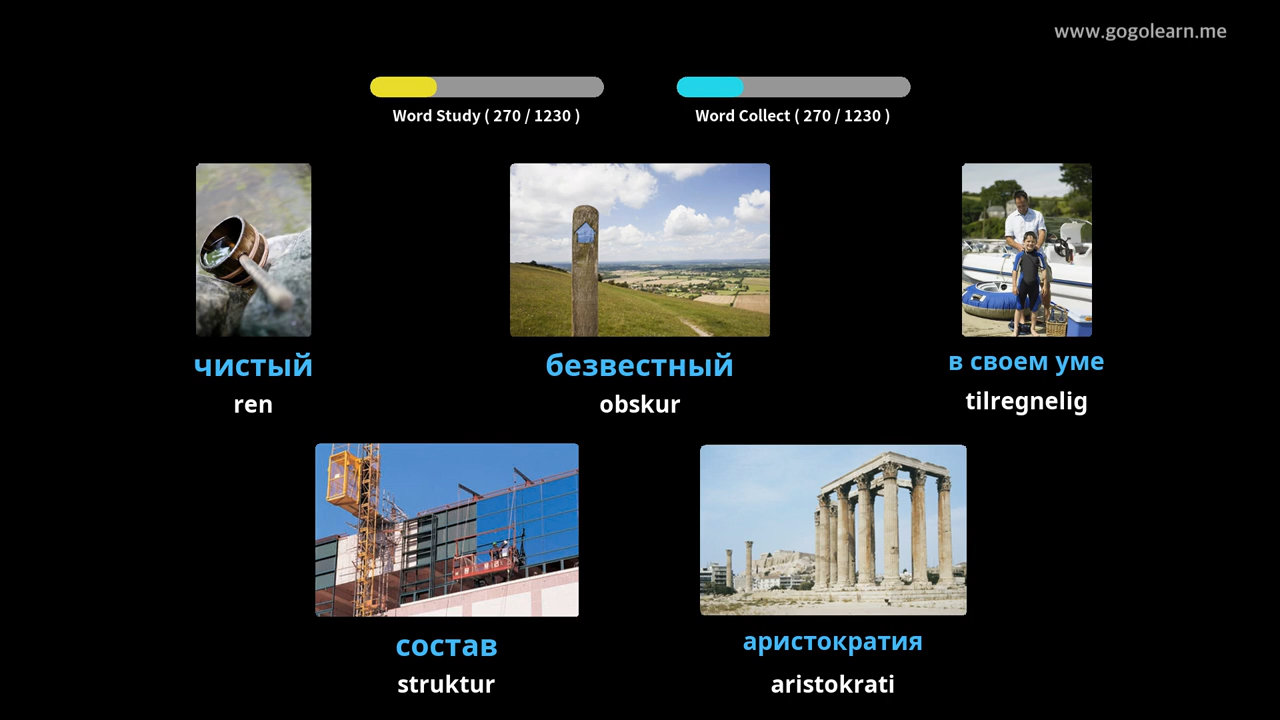 www.gogolearn.me
Word Study ( 270 / 1230 )
Word Collect ( 270 / 1230 )
чистый
ren
безвестный
obskur
в своем уме
tilregnelig
состав
struktur
аристократия
aristokrati